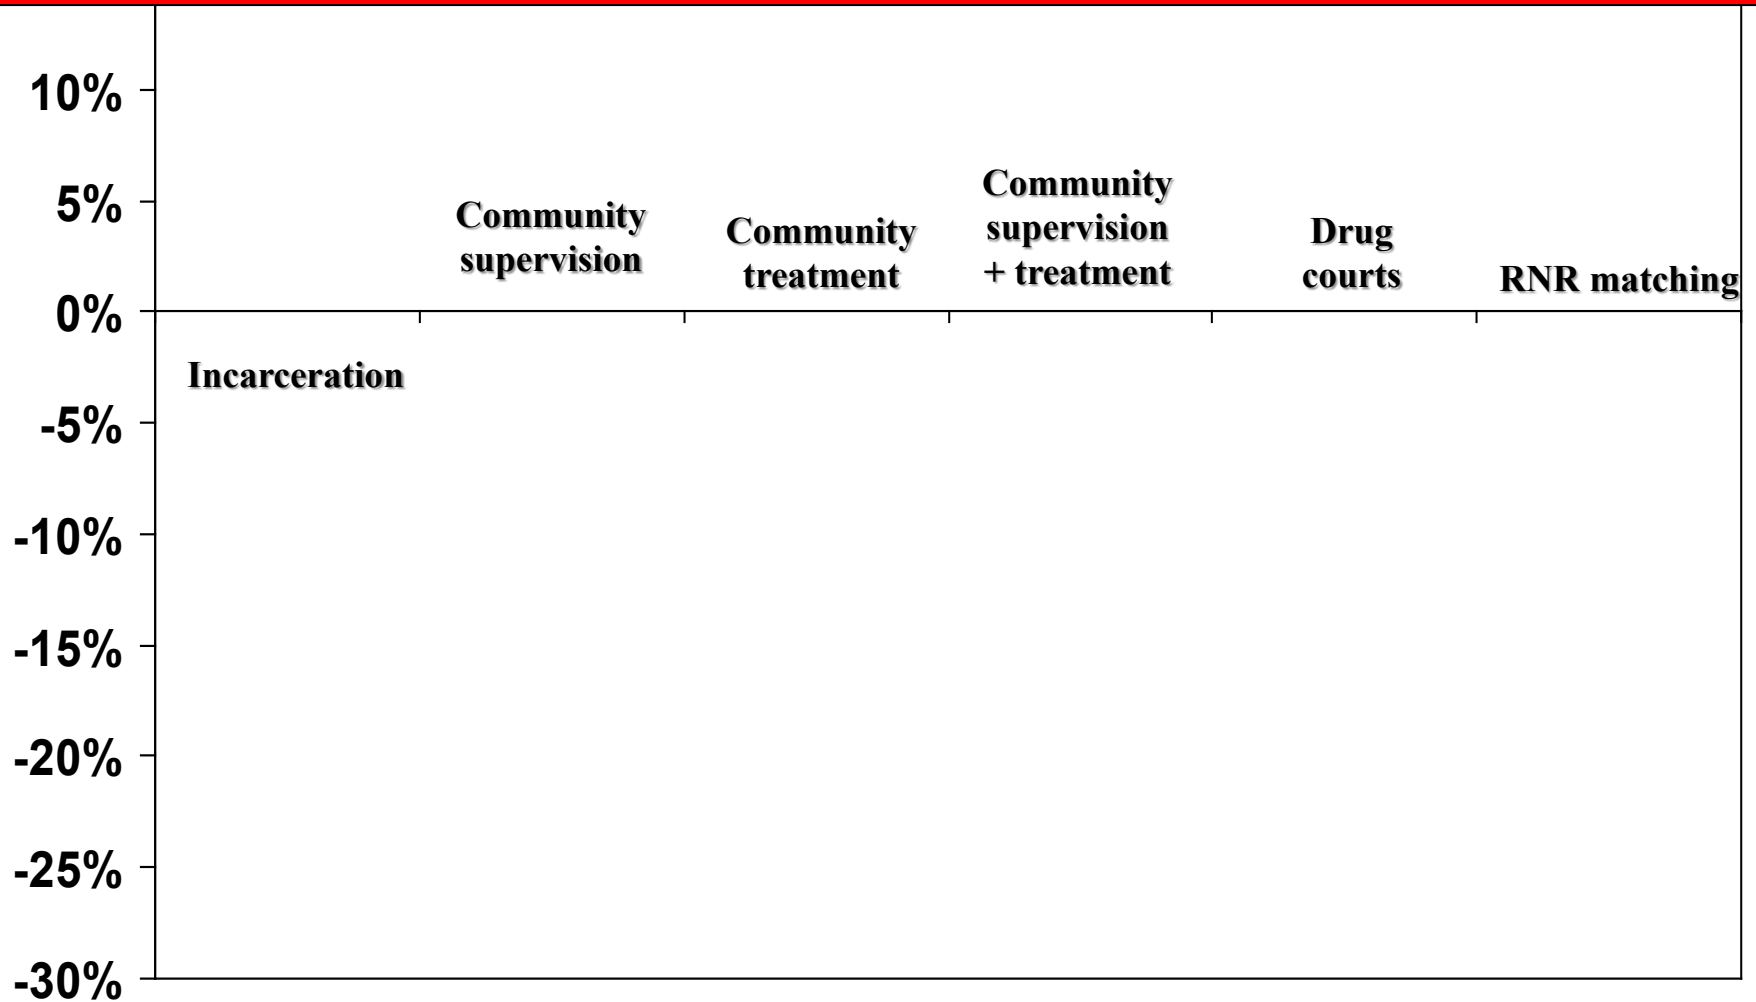 10%
5%
0%
-5%
-10%
-15%
-20%
-25%
-30%
Incarceration
Community
supervision
Community
treatment
Community
supervision
+ treatment
Drug
courts
RNR matching